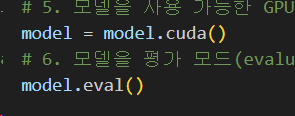 # 5. 모델을 사용 가능한 GPU
model = model.cuda()
# 6. 모델을 평가 모드(evalu
model.eval()